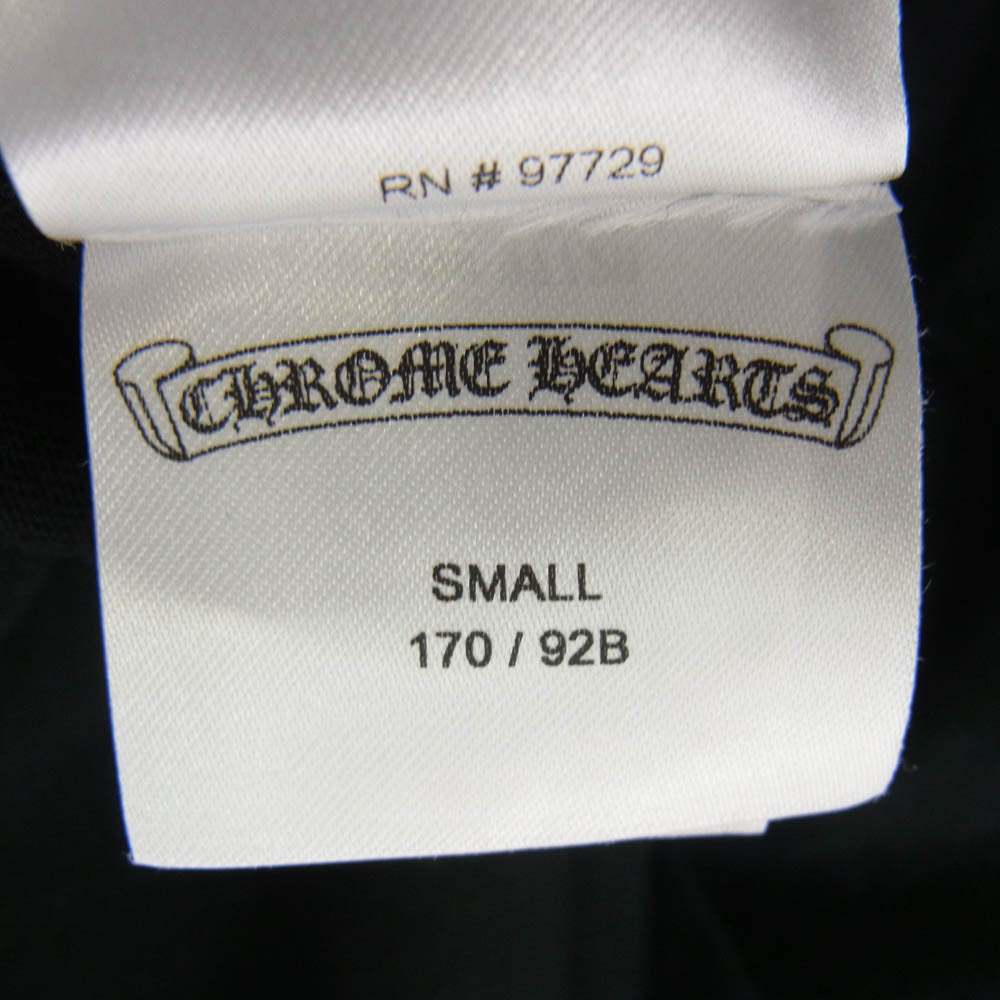 RN # 97729
CHROME HEARTS
SMALL
170 / 92B